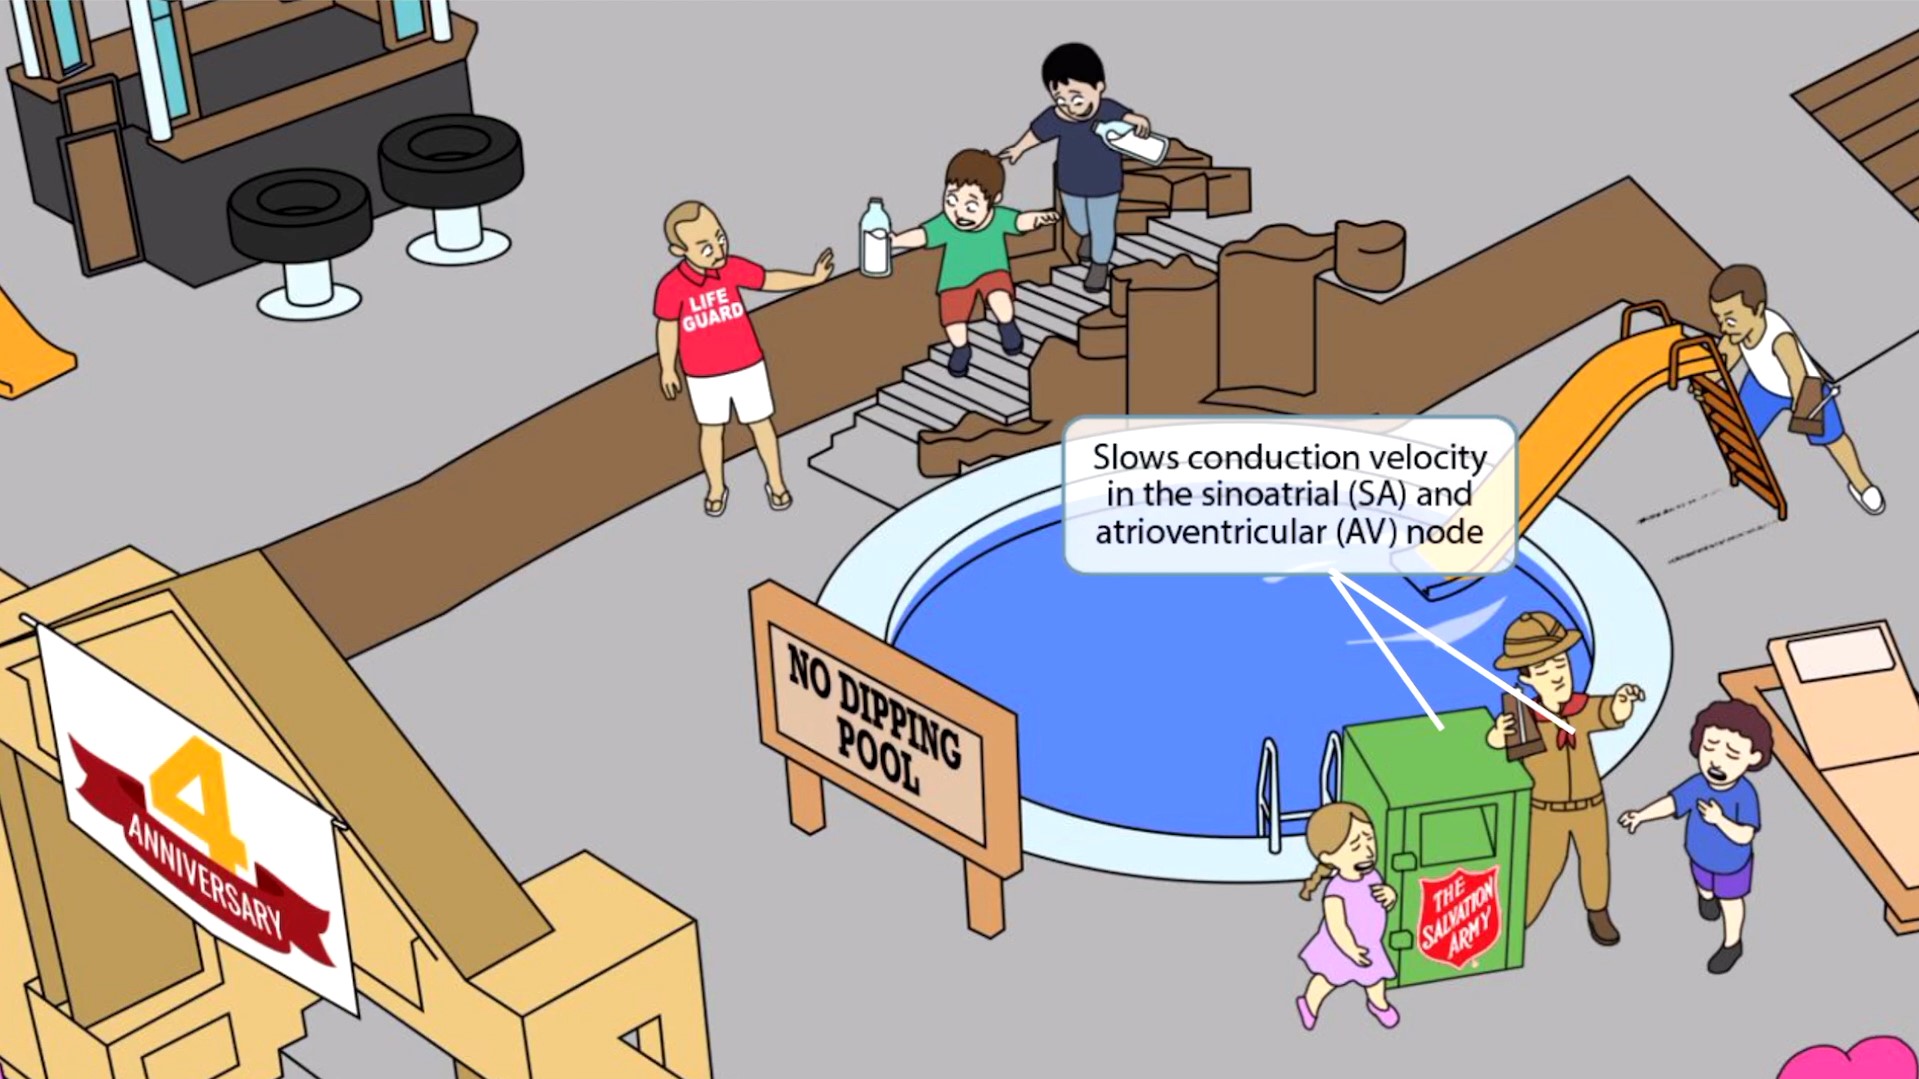 LIFE
GUARD
Slows conduction velocity
in the sinoatrial (SA) and
atrioventricular (AV) node
NO DIPPING
POOL
4
ANNIVERSARY
THE
SALVATION
ARMY